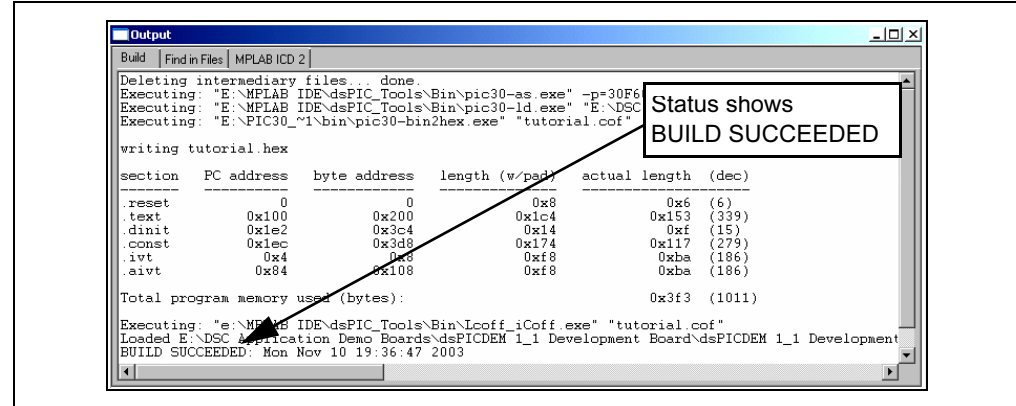 Output
Build Find in Files MPLAB ICD 2
Deleting intermediary files... done.
Executing: "E:\MPLAB IDE\dsPIC_Tools\Bin\pic30-as.exe" -p=30F60
Executing: "E:\MPLAB IDE\dsPIC_Tools\Bin\pic30-ld.exe" "E:\DSC
Executing: "E:\PIC30_~1\bin\pic30-bin2hex.exe" "tutorial.cof"
Status shows
BUILD SUCCEEDED
writing tutorial.hex
section PC address byte address length (w/pad) actual length (dec)
------- ---------- ------------ -------------- --------------------
.reset 0 0 0x8 0x6 (6)
.text 0x100 0x200 0x1c4 0x153 (339)
.dinit 0x1e2 0x3c4 0x14 0xf (15)
.const 0x1ec 0x3d8 0x174 0x117 (279)
.ivt 0x4 0x8 0xf8 0xba (186)
.aivt 0x84 0x108 0xf8 0xba (186)
Total program memory used (bytes): 0x3f3 (1011)
Executing: "e:\MPLAB IDE\dsPIC_Tools\Bin\Lcoff_iCoff.exe" "tutorial.cof"
Loaded E:\DSC Application Demo Boards\dsPICDEM 1_1 Development Board\dsPICDEM 1_1 Development
BUILD SUCCEEDED: Mon Nov 10 19:36:47 2003